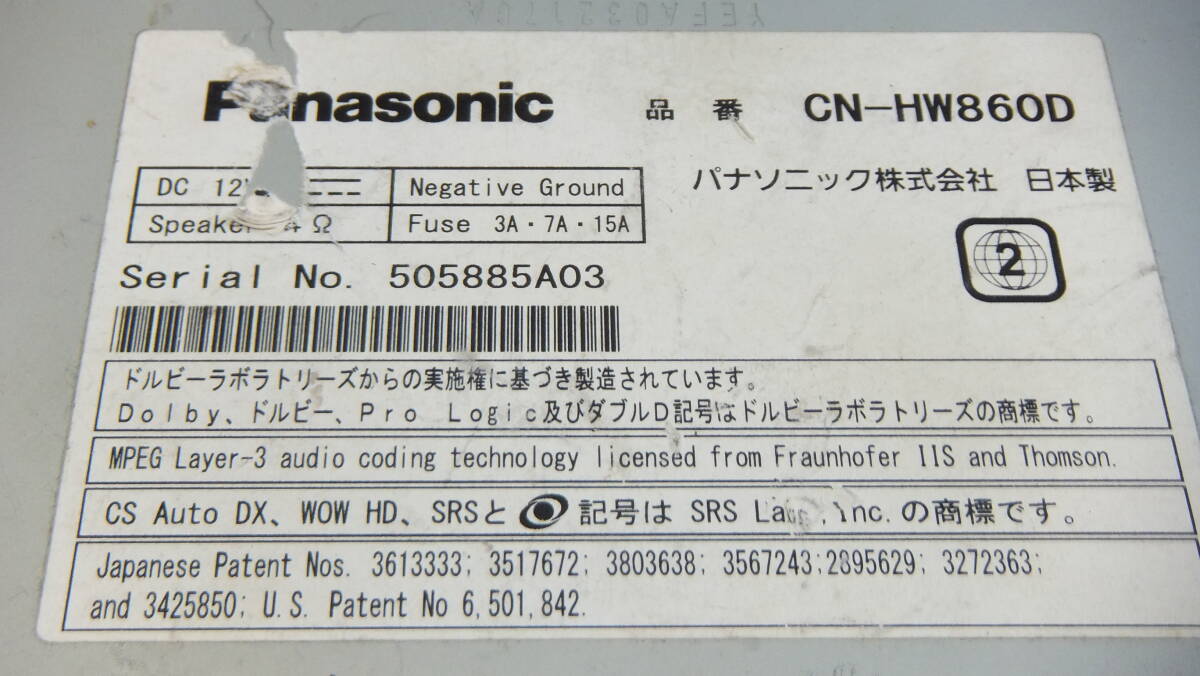 YEFA032170A
Panasonic 品番 CN-HW860D
DC 12V Negative Ground
Speaker 4Ω Fuse 3A・7A・15A
パナソニック株式会社 日本製
2
Serial No. 505885A03
ドルビーラボラトリーズからの実施権に基づき製造されています。
Dolby、ドルビー、Pro Logic及びダブルD記号はドルビーラボラトリーズの商標です。
MPEG Layer-3 audio coding technology licensed from Fraunhofer IIS and Thomson.
CS Auto DX、WOW HD、SRSと 記号は SRS Labs, Inc. の商標です。
Japanese Patent Nos. 3613333; 3517672; 3803638; 3567243;2895629; 3272363;
and 3425850; U.S. Patent No 6,501,842.